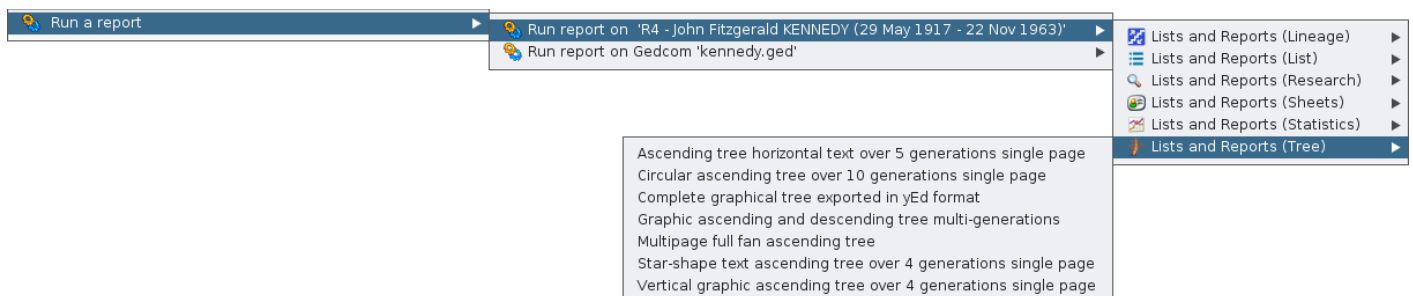 Run a report
Run report on 'R4 - John Fitzgerald KENNEDY (29 May 1917 - 22 Nov 1963)'
Run report on Gedcom 'kennedy.ged'
Lists and Reports (Lineage)
Lists and Reports (List)
Lists and Reports (Research)
Lists and Reports (Sheets)
Lists and Reports (Statistics)
Lists and Reports (Tree)
Ascending tree horizontal text over 5 generations single page
Circular ascending tree over 10 generations single page
Complete graphical tree exported in yEd format
Graphic ascending and descending tree multi-generations
Multipage full fan ascending tree
Star-shape text ascending tree over 4 generations single page
Vertical graphic ascending tree over 4 generations single page